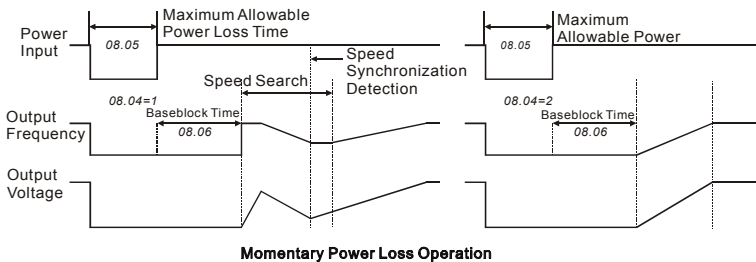 Maximum Allowable
Power Loss Time
Power
Input
08.05
Speed
Synchronization
Detection
Speed Search
08.04=1
Baseblock Time
08.06
Output
Frequency
Output
Voltage
Maximum
Allowable Power
08.05
08.04=2
Baseblock Time
08.06
Momentary Power Loss Operation